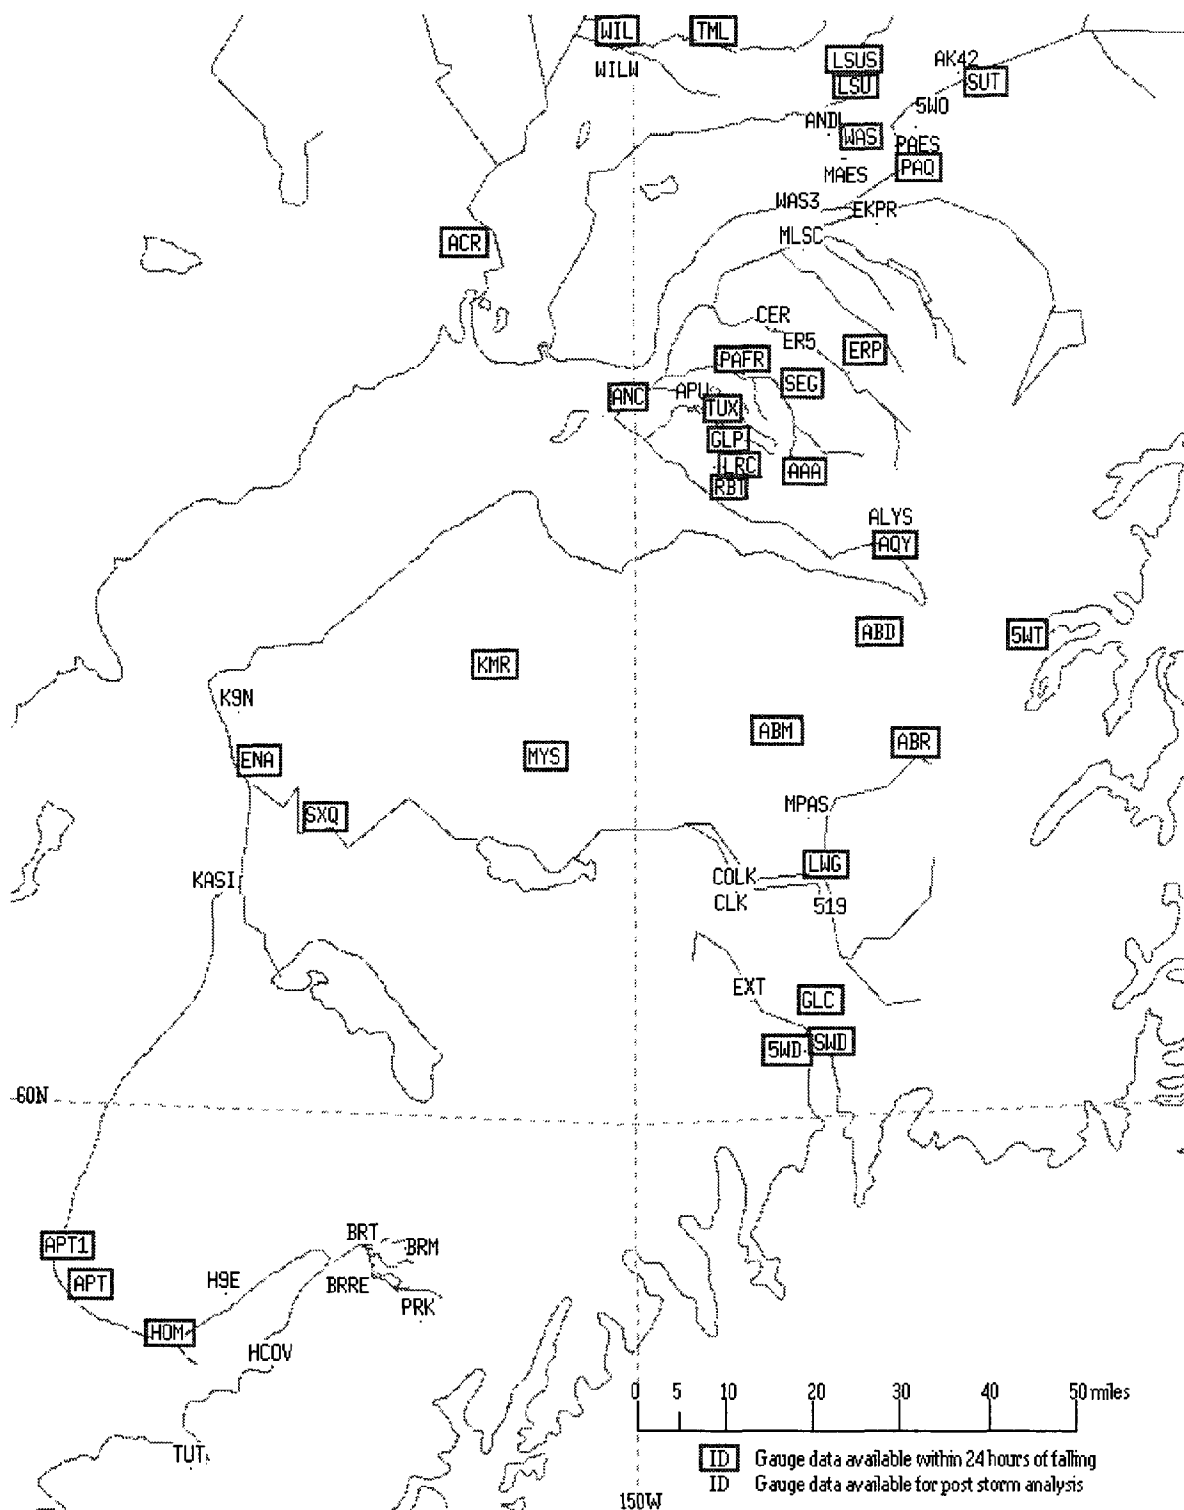 WIL
TML
LSUS
AK42
WILW
LSU
SUT
5WO
AND
WAS
PAES
PAQ
MAES
WAS3
EKPR
MLSC
ACR
CER
ER5
ERP
PAFR
SEG
ANC
APU
TUX
GLP
LRC
AAA
RBT
ALYS
AQY
ABD
5WT
KMR
K9N
ABM
ABR
MYS
ENA
MPAS
SXQ
LWG
COLK
KASI
CLK
519
EXT
GLC
SWD
5WD
60N
BRT
APT1
BRM
H9E
APT
BRRE
PRK
HOM
HCOV
TUT
0 5 10 20 30 40 50 miles
ID Gauge data available within 24 hours of falling
ID Gauge data available for post storm analysis
150W